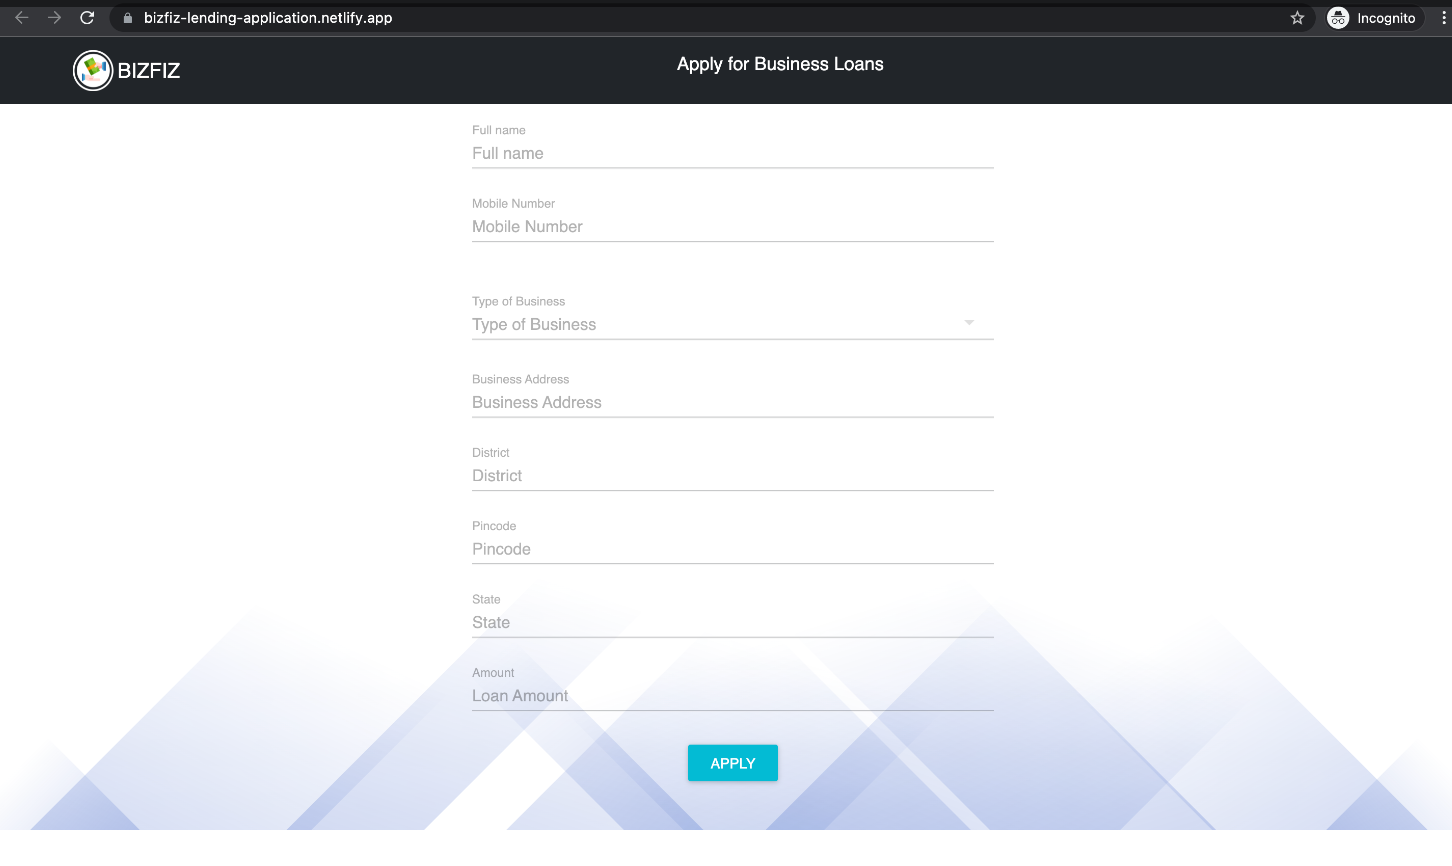 bizfiz-lending-application.netlify.app
Incognito
BIZFIZ
Apply for Business Loans
Full name
Full name
Mobile Number
Mobile Number
Type of Business
Type of Business
Business Address
Business Address
District
District
Pincode
Pincode
State
State
Amount
Loan Amount
APPLY